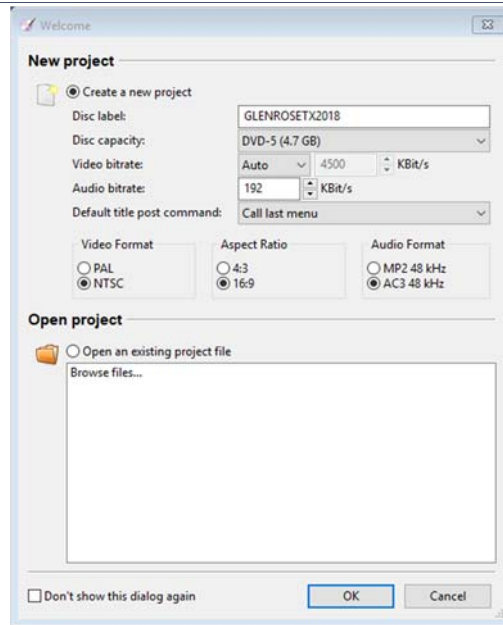 Welcome
New project
Create a new project
Disc label: GLENROSETX2018
Disc capacity: DVD-5 (4.7 GB)
Video bitrate: Auto 4500 KBit/s
Audio bitrate: 192 KBit/s
Default title post command: Call last menu
Video Format Aspect Ratio Audio Format
PAL 4:3 MP2 48 kHz
NTSC 16:9 AC3 48 kHz
Open project
Open an existing project file
Browse files...
Don't show this dialog again OK Cancel